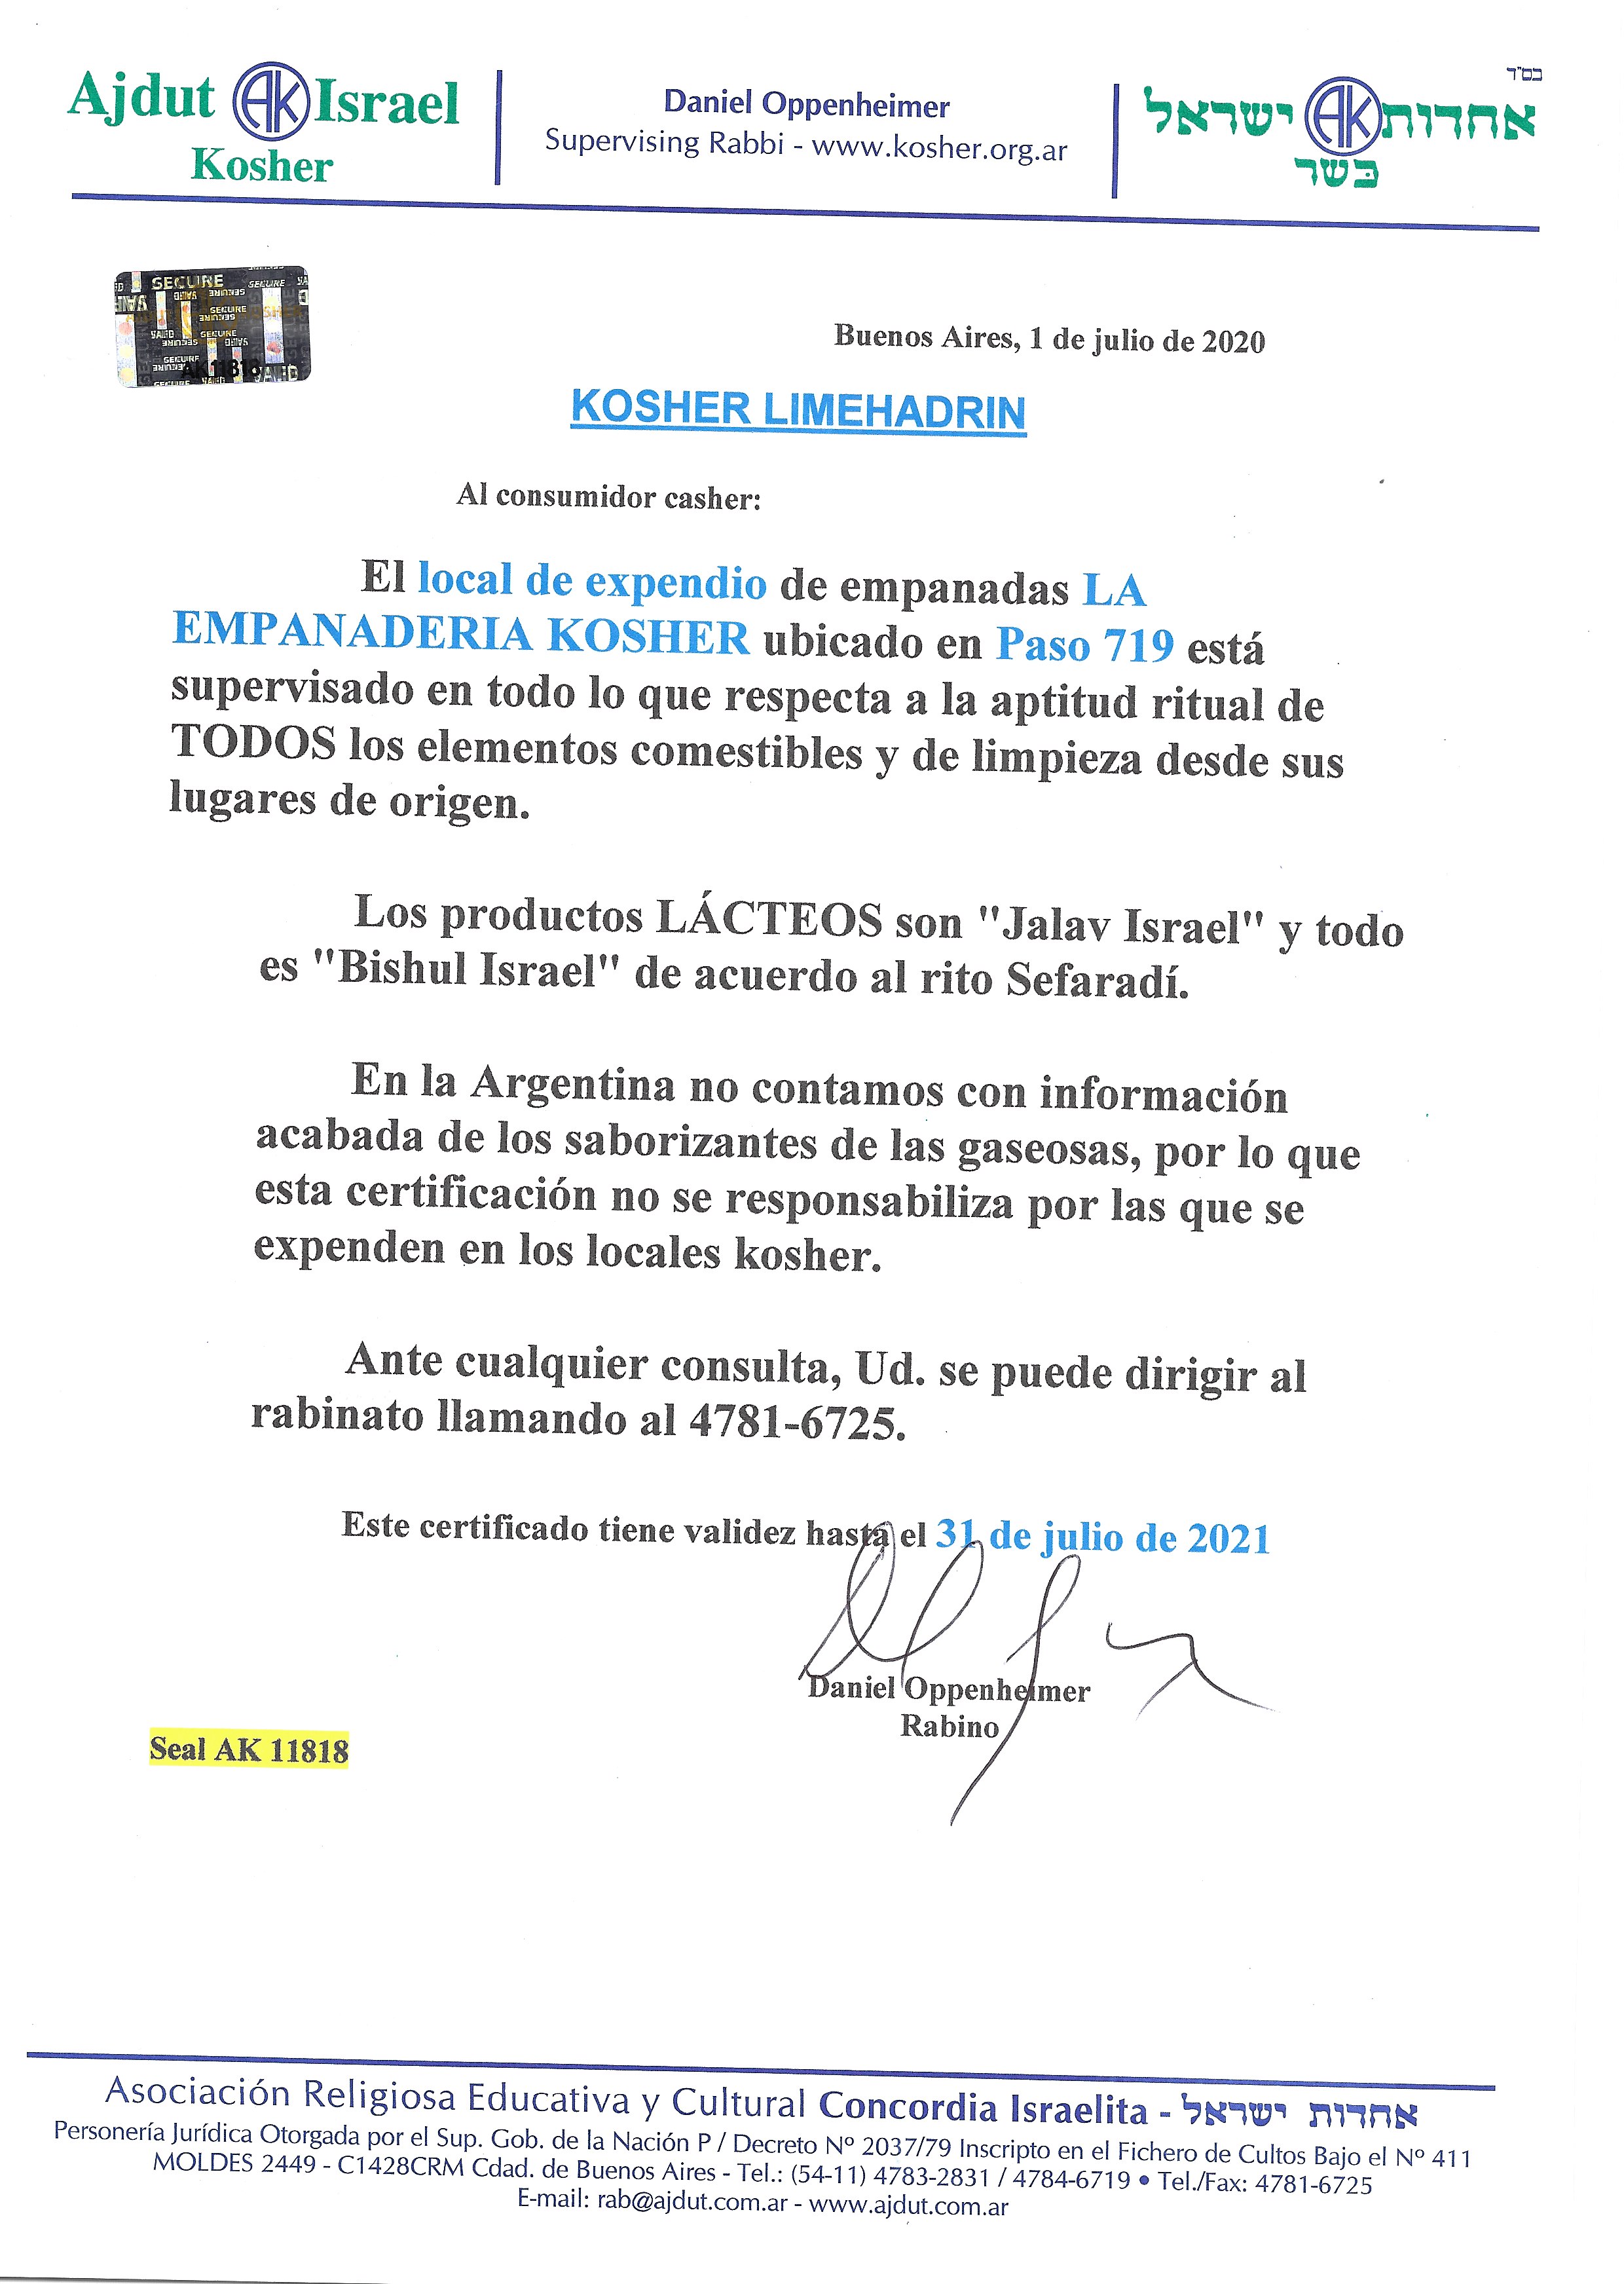 בס"ד
Ajdut AK Israel
Kosher
Daniel Oppenheimer
Supervising Rabbi - www.kosher.org.ar
אחדות AK ישראל
כשר
SECURE
AK11818
Buenos Aires, 1 de julio de 2020
KOSHER LIMEHADRIN
Al consumidor casher:
El local de expendio de empanadas LA
EMPANADERIA KOSHER ubicado en Paso 719 está
supervisado en todo lo que respecta a la aptitud ritual de
TODOS los elementos comestibles y de limpieza desde sus
lugares de origen.
Los productos LÁCTEOS son "Jalav Israel" y todo
es "Bishul Israel" de acuerdo al rito Sefaradí.
En la Argentina no contamos con información
acabada de los saborizantes de las gaseosas, por lo que
esta certificación no se responsabiliza por las que se
expenden en los locales kosher.
Ante cualquier consulta, Ud. se puede dirigir al
rabinato llamando al 4781-6725.
Este certificado tiene validez hasta el 31 de julio de 2021
Daniel Oppenheimer
Rabino
Seal AK 11818
Asociación Religiosa Educativa y Cultural Concordia Israelita - אחדות ישראל
Personería Jurídica Otorgada por el Sup. Gob. de la Nación P / Decreto Nº 2037/79 Inscripto en el Fichero de Cultos Bajo el Nº 411
MOLDES 2449 - C1428CRM Cdad. de Buenos Aires - Tel.: (54-11) 4783-2831 / 4784-6719 • Tel./Fax: 4781-6725
E-mail: rab@ajdut.com.ar - www.ajdut.com.ar